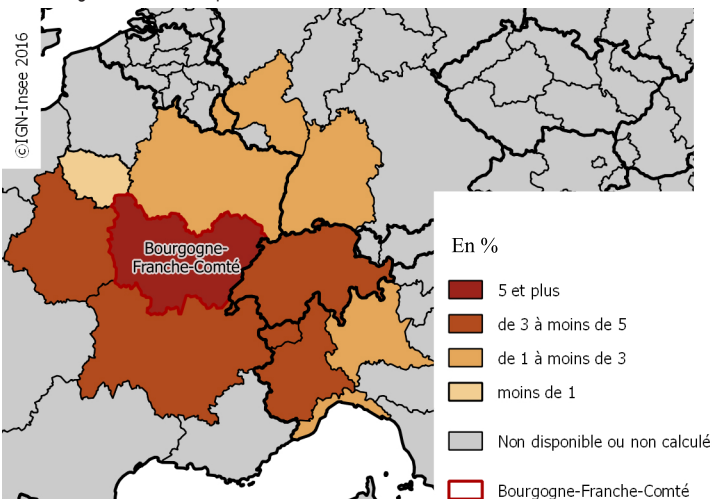 ©IGN-Insee 2016
Bourgogne-
Franche-Comté
En %
5 et plus
de 3 à moins de 5
de 1 à moins de 3
moins de 1
Non disponible ou non calculé
Bourgogne-Franche-Comté